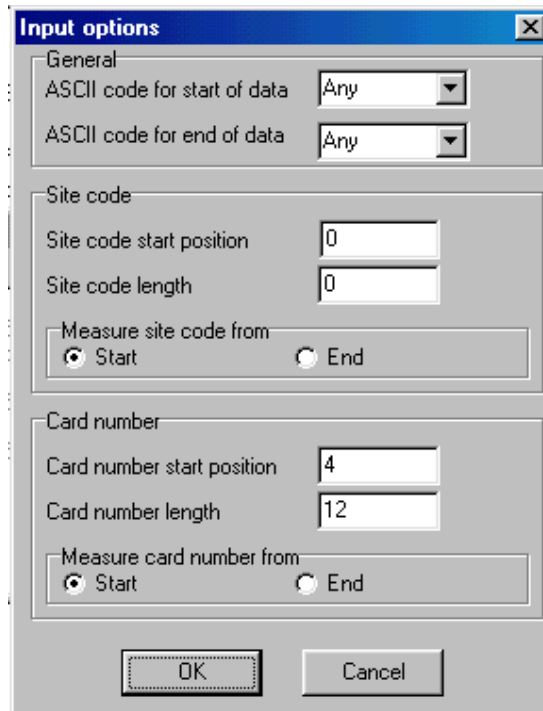 Input options
General
ASCII code for start of data Any
ASCII code for end of data Any
Site code
Site code start position 0
Site code length 0
Measure site code from
Start End
Card number
Card number start position 4
Card number length 12
Measure card number from
Start End
OK Cancel